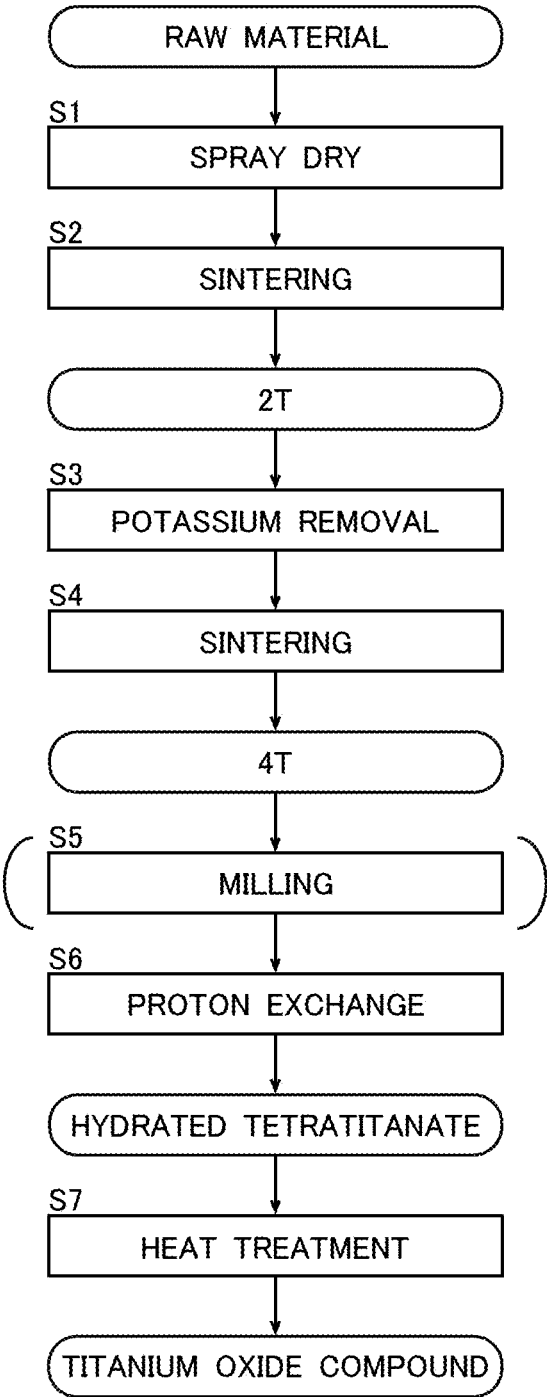 RAW MATERIAL
S1
SPRAY DRY
S2
SINTERING
2T
S3
POTASSIUM REMOVAL
S4
SINTERING
4T
S5
MILLING
S6
PROTON EXCHANGE
HYDRATED TETRATITANATE
S7
HEAT TREATMENT
TITANIUM OXIDE COMPOUND